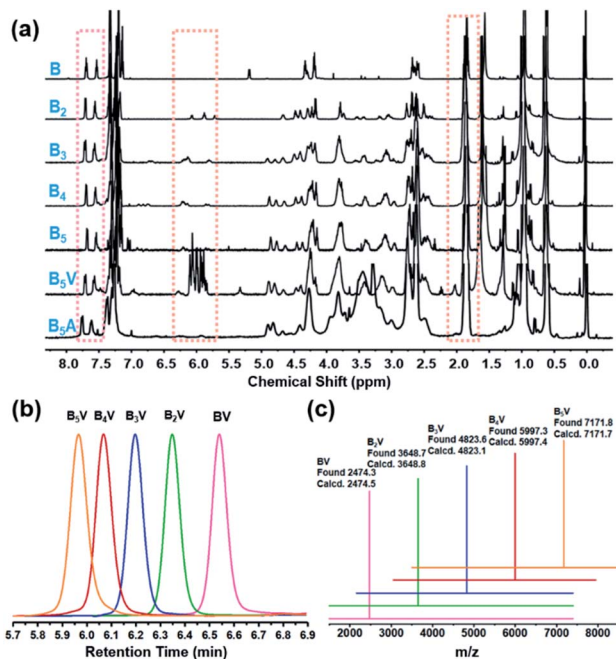 (a)
B
B2
B3
B4
B5
B5V
B5A
8.0 7.5 7.0 6.5 6.0 5.5 5.0 4.5 4.0 3.5 3.0 2.5 2.0 1.5 1.0 0.5 0.0
Chemical Shift (ppm)
(b)
B5V B4V B3V B2V BV
5.7 5.8 5.9 6.0 6.1 6.2 6.3 6.4 6.5 6.6 6.7 6.8 6.9
Retention Time (min)
(c)
BV
Found 2474.3
Calcd. 2474.5
B2V
Found 3648.7
Calcd. 3648.8
B3V
Found 4823.6
Calcd. 4823.1
B4V
Found 5997.3
Calcd. 5997.4
B5V
Found 7171.8
Calcd. 7171.7
2000 3000 4000 5000 6000 7000 8000
m/z